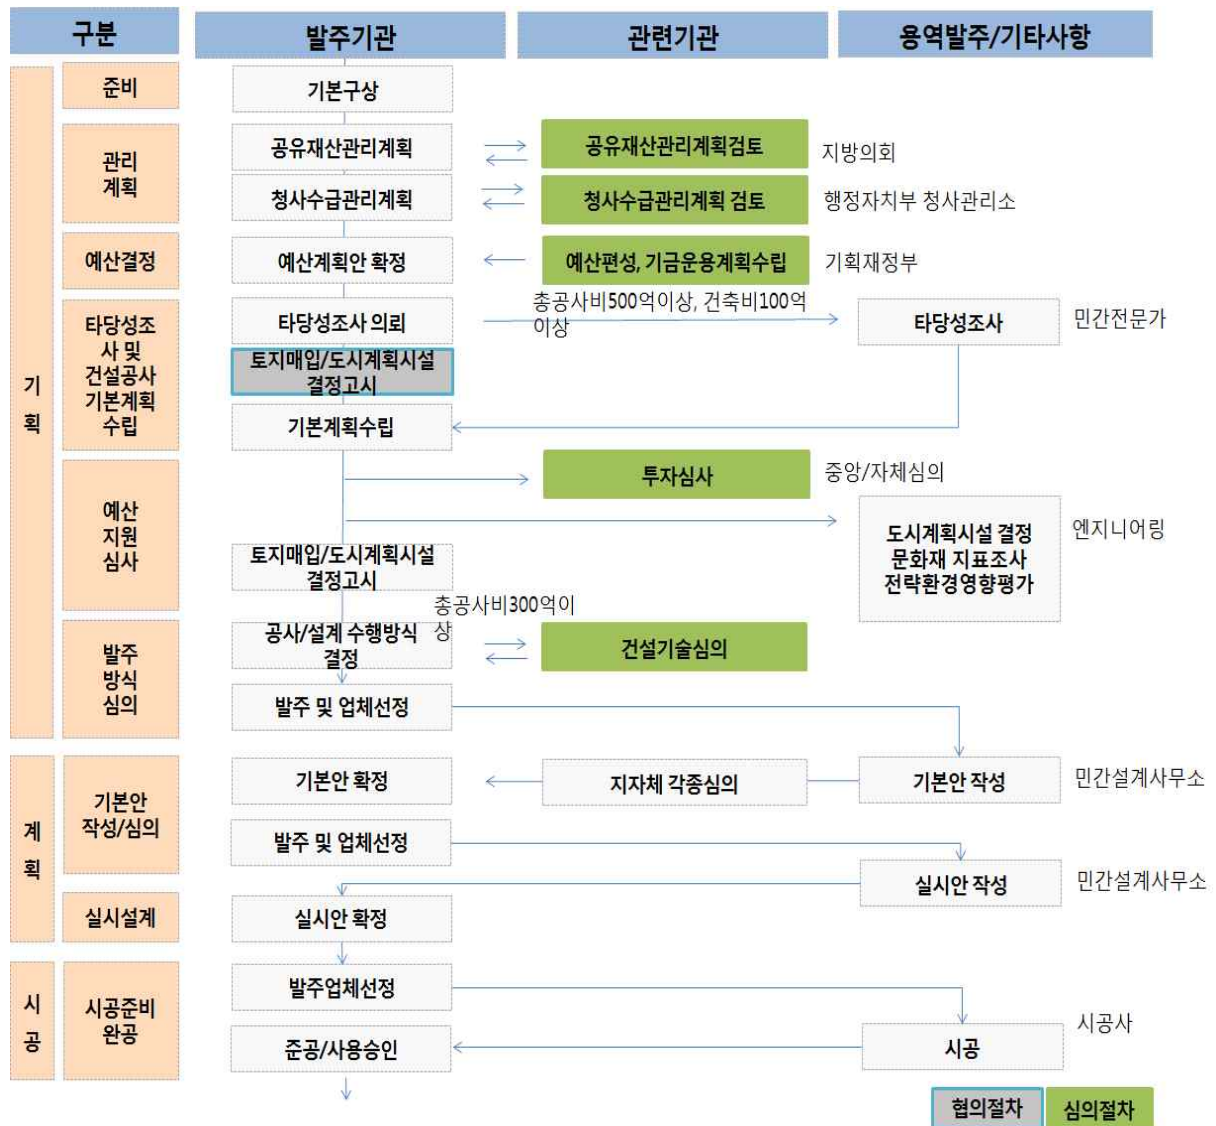 구분
발주기관
관련기관
용역발주/기타사항
기
획
준비
기본구상
관리
계획
공유재산관리계획
공유재산관리계획검토
지방의회
청사수급관리계획
청사수급관리계획 검토
행정자치부 청사관리소
예산결정
예산계획안 확정
예산편성, 기금운용계획수립
기획재정부
타당성조
사 및
건설공사
기본계획
수립
타당성조사 의뢰
총공사비500억이상, 건축비100억
이상
타당성조사
민간전문가
토지매입/도시계획시설
결정고시
기본계획수립
예산
지원
심사
투자심사
중앙/자체심의
도시계획시설 결정
문화재 지표조사
전략환경영향평가
엔지니어링
토지매입/도시계획시설
결정고시
총공사비300억이
상
발주
방식
심의
공사/설계 수행방식
결정
건설기술심의
발주 및 업체선정
계
획
기본안
작성/심의
기본안 확정
지자체 각종심의
기본안 작성
민간설계사무소
발주 및 업체선정
실시안 작성
민간설계사무소
실시설계
실시안 확정
시
공
시공준비
완공
발주업체선정
시공사
준공/사용승인
시공
협의절차
심의절차